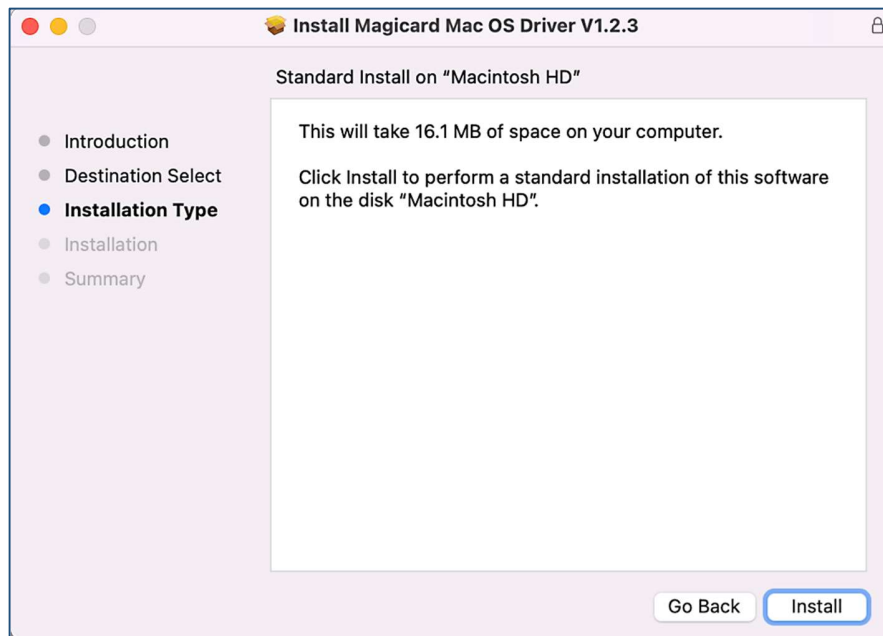 Install Magicard Mac OS Driver V1.2.3
Standard Install on “Macintosh HD”
Introduction
Destination Select
Installation Type
Installation
Summary
This will take 16.1 MB of space on your computer.
Click Install to perform a standard installation of this software
on the disk “Macintosh HD”.
Go Back
Install